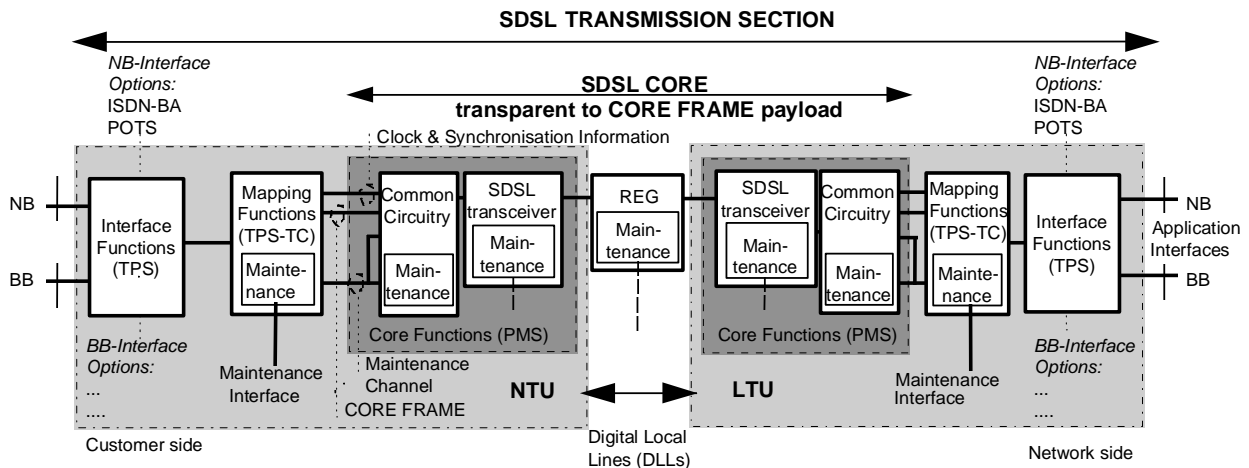 SDSL TRANSMISSION SECTION
NB-Interface
Options:
ISDN-BA
POTS
SDSL CORE
transparent to CORE FRAME payload
NB-Interface
Options:
ISDN-BA
POTS
Clock & Synchronisation Information
NB
BB
Interface
Functions
(TPS)
Mapping
Functions
(TPS-TC)
Mainte-
nance
Common
Circuitry
Main-
tenance
SDSL
transceiver
Main-
tenance
Core Functions (PMS)
REG
Main-
tenance
SDSL
transceiver
Main-
tenance
Common
Circuitry
Main-
tenance
Core Functions (PMS)
Mapping
Functions
(TPS-TC)
Mainte-
nance
Interface
Functions
(TPS)
NB
Application
Interfaces
BB
BB-Interface
Options:
...
....
Maintenance
Interface
Maintenance
Channel
CORE FRAME
NTU
LTU
Maintenance
Interface
BB-Interface
Options:
...
....
Customer side
Digital Local
Lines (DLLs)
Network side